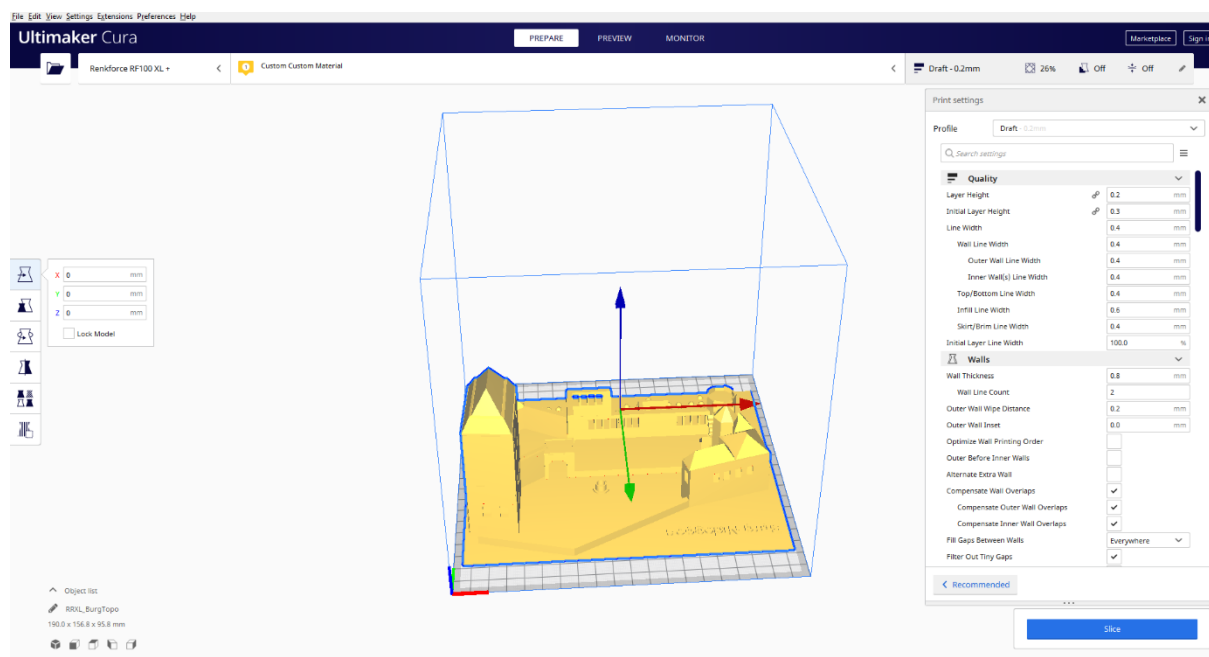 File Edit View Settings Extensions Preferences Help
Ultimaker Cura PREPARE PREVIEW MONITOR Marketplace Sign
Renkforce RF100 XL + Custom Custom Material Draft - 0.2mm 26% Off Off
Print settings
Profile Draft - 0.2mm
Search settings
Quality
Layer Height 0.2 mm
Initial Layer Height 0.3 mm
Line Width 0.4 mm
Wall Line Width 0.4 mm
Outer Wall Line Width 0.4 mm
Inner Wall(s) Line Width 0.4 mm
Top/Bottom Line Width 0.4 mm
Infill Line Width 0.6 mm
Skirt/Brim Line Width 0.4 mm
Initial Layer Line Width 100.0 %
Walls
Wall Thickness 0.8 mm
Wall Line Count 2
Outer Wall Wipe Distance 0.2 mm
Outer Wall Inset 0.0 mm
Optimize Wall Printing Order
Outer Before Inner Walls
Alternate Extra Wall
Compensate Wall Overlaps
Compensate Outer Wall Overlaps
Compensate Inner Wall Overlaps
Fill Gaps Between Walls Everywhere
Filter Out Tiny Gaps
Recommended
Slice
X 0 mm
Y 0 mm
Z 0 mm
Lock Model
Object list
RRXL_BurgTopo
190.0 x 156.8 x 95.8 mm